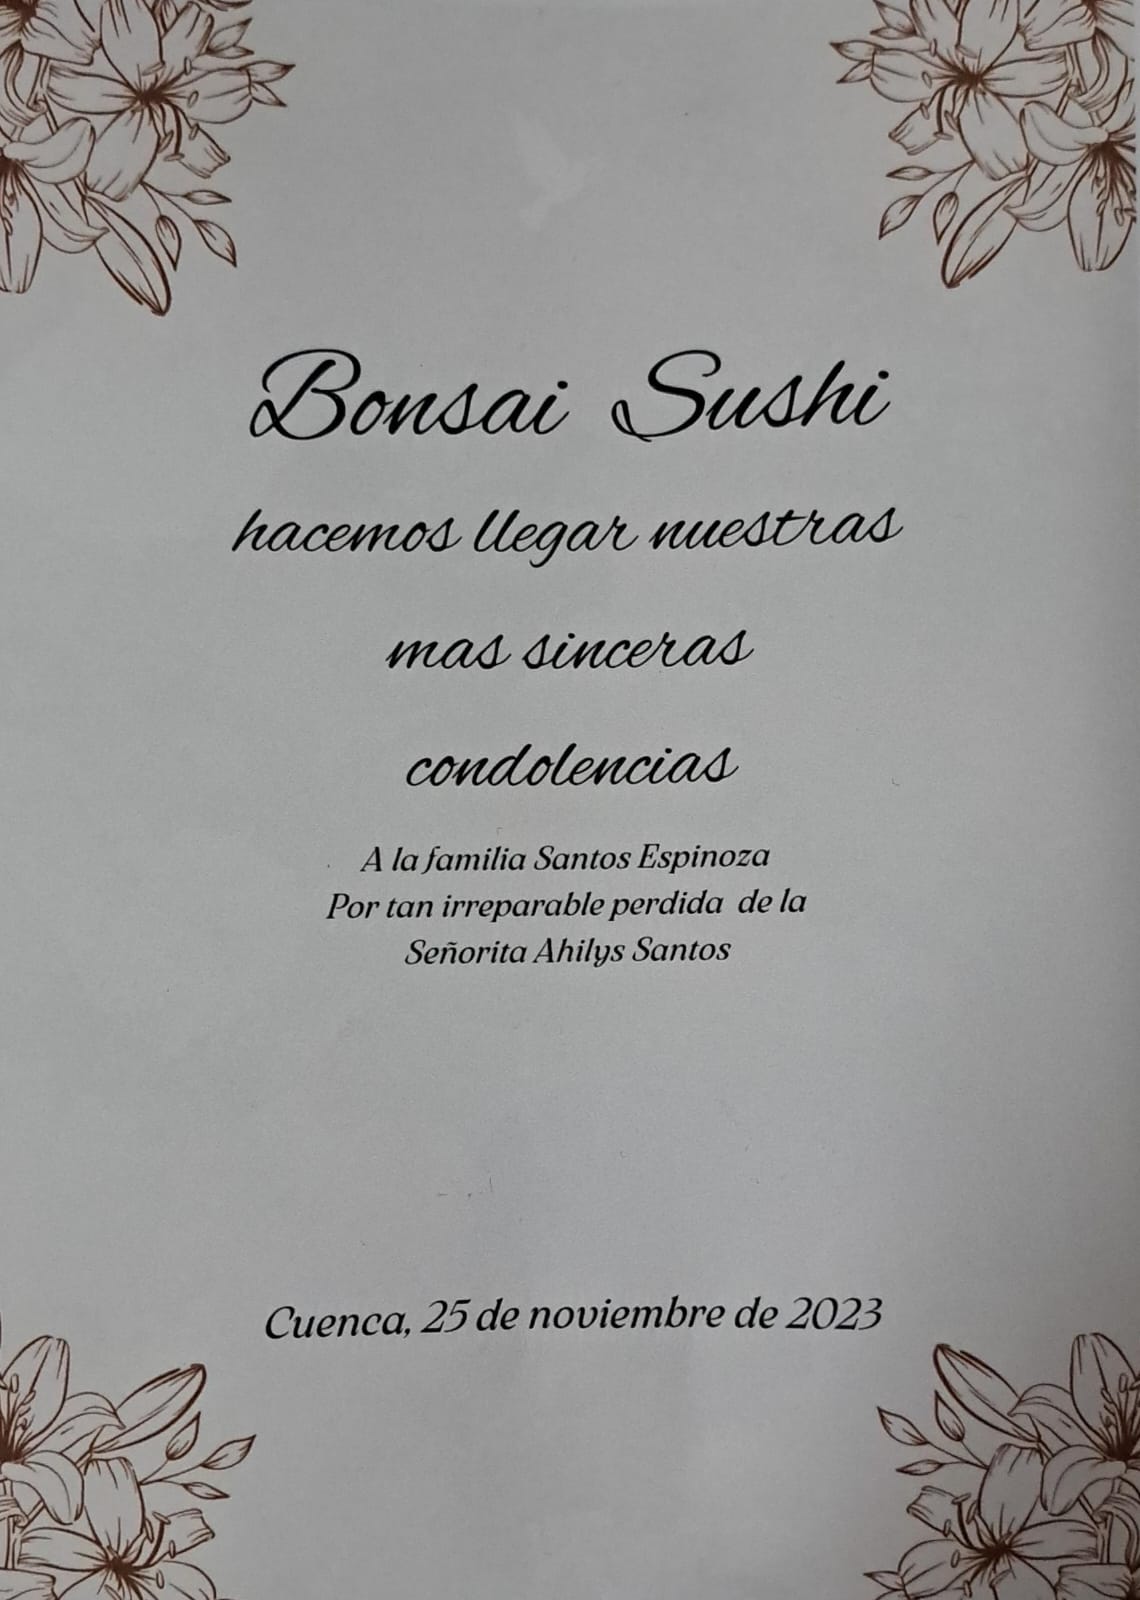 Bonsai Sushi
hacemos llegar nuestras
mas sinceras
condolencias
A la familia Santos Espinoza
Por tan irreparable perdida de la
Señorita Ahilys Santos
Cuenca, 25 de noviembre de 2023